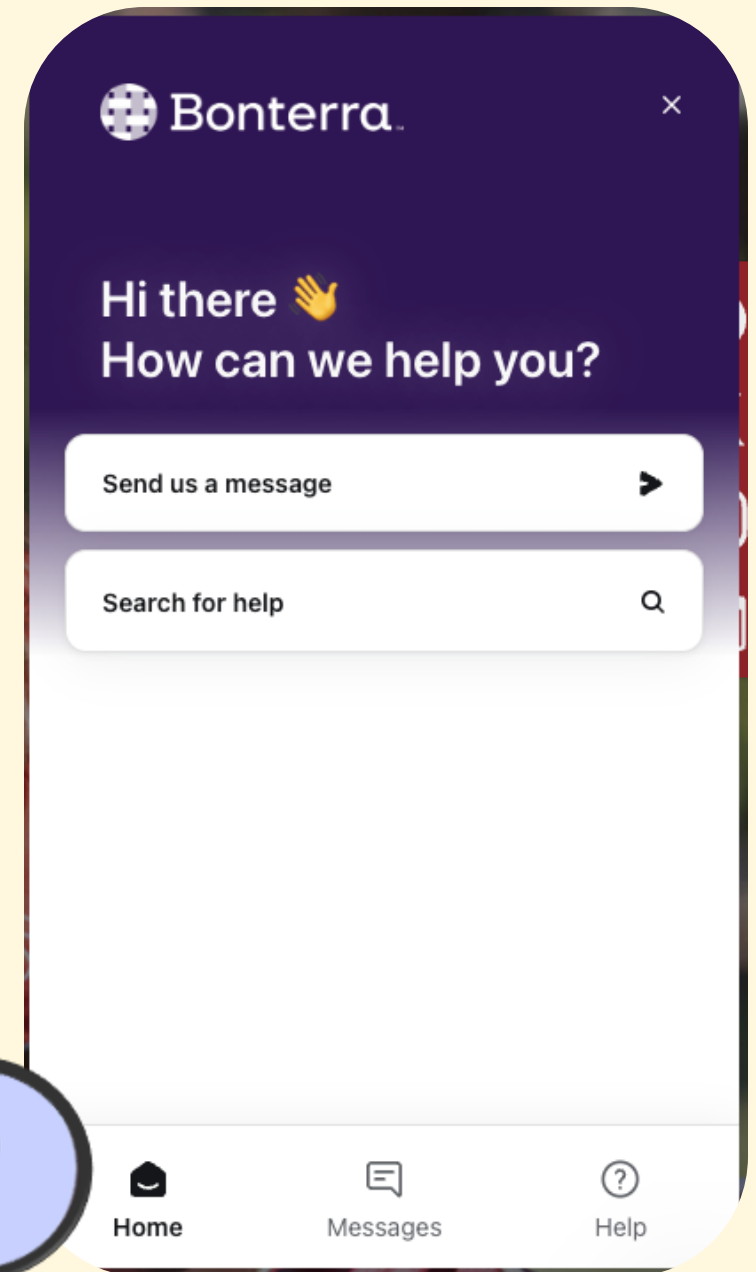 Bonterra
Hi there 👋
How can we help you?
Send us a message
Search for help
Home
Messages
Help